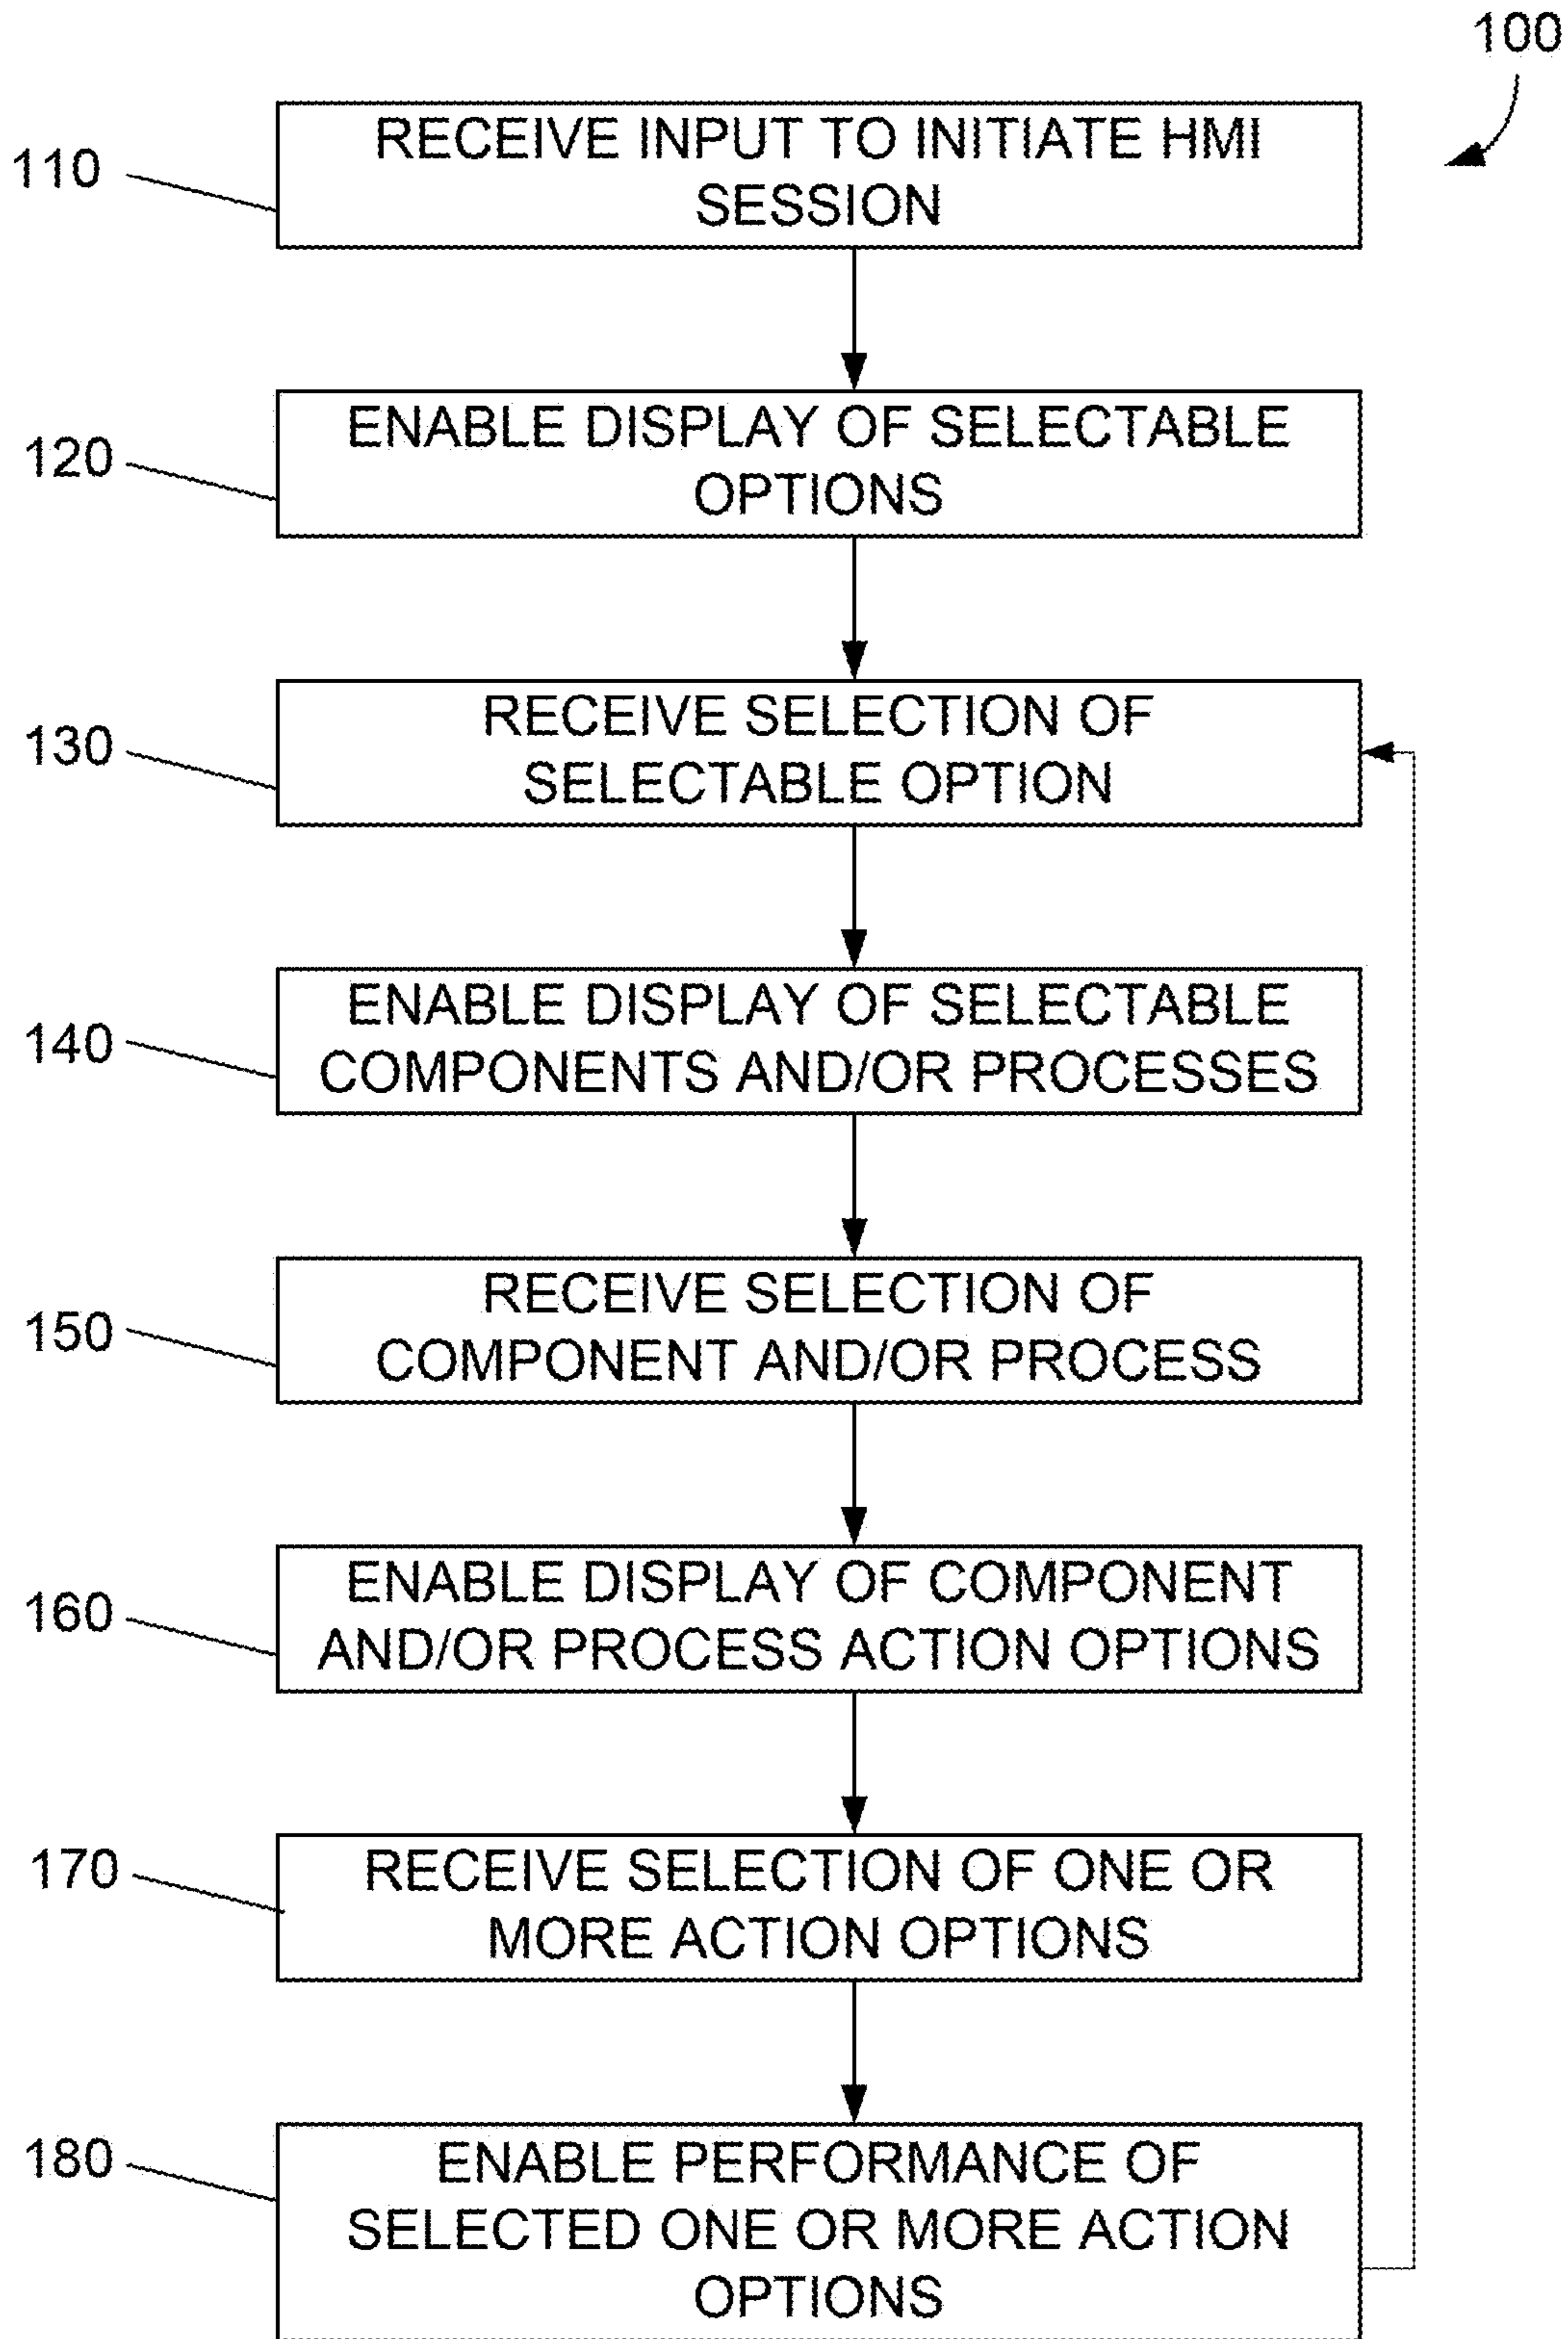 100
110
RECEIVE INPUT TO INITIATE HMI
SESSION
120
ENABLE DISPLAY OF SELECTABLE
OPTIONS
130
RECEIVE SELECTION OF
SELECTABLE OPTION
140
ENABLE DISPLAY OF SELECTABLE
COMPONENTS AND/OR PROCESSES
150
RECEIVE SELECTION OF
COMPONENT AND/OR PROCESS
160
ENABLE DISPLAY OF COMPONENT
AND/OR PROCESS ACTION OPTIONS
170
RECEIVE SELECTION OF ONE OR
MORE ACTION OPTIONS
180
ENABLE PERFORMANCE OF
SELECTED ONE OR MORE ACTION
OPTIONS